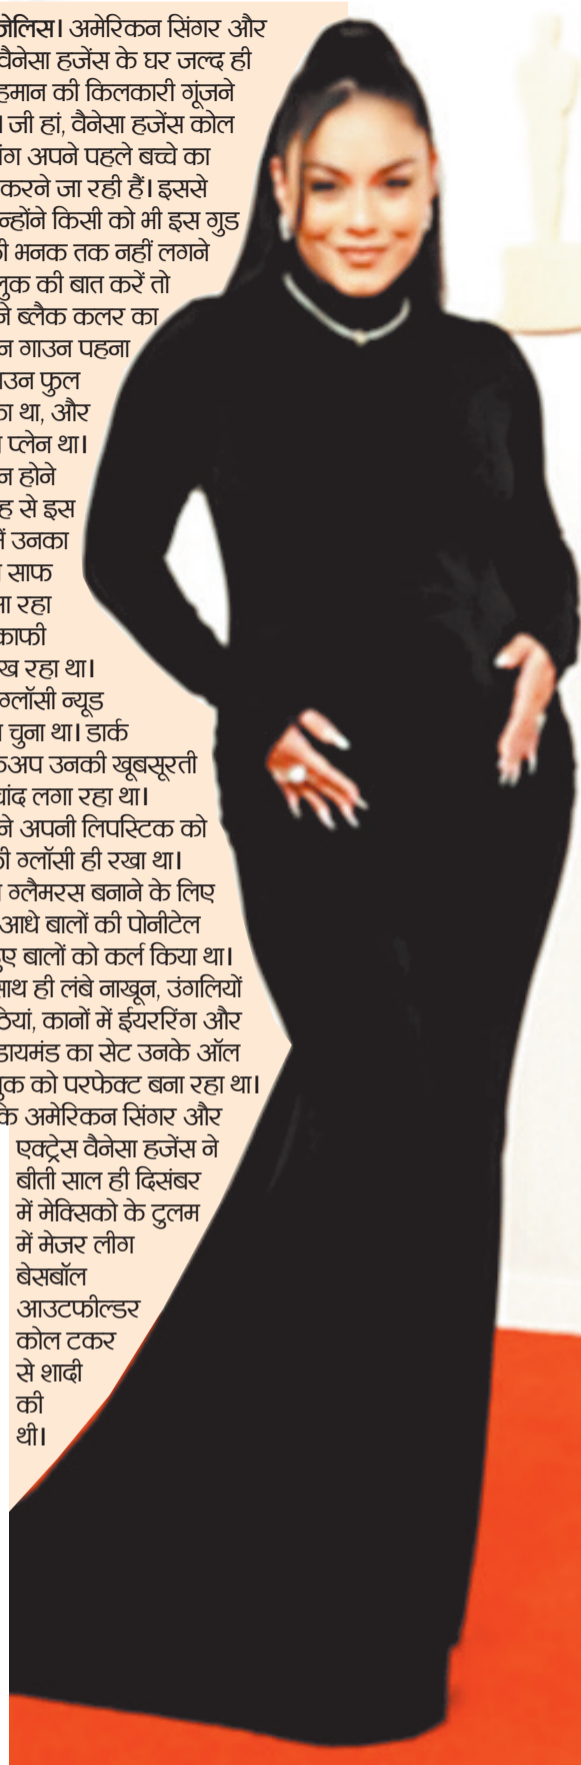 अमेरिकन सिंगर और
वैनेसा हजेंस के घर जल्द ही
की किलकारी गूंजने
जी हां, वैनेसा हजेंस कोल
अपने पहले बच्चे का
करने जा रही हैं। इससे
किसी को भी इस गुड
भनक तक नहीं लगने
लुक की बात करें तो
ने ब्लैक कलर का
गाउन पहना
फुल
था, और
प्लेन था।
होने
से इस
उनका
साफ
रहा
काफी
रहा था।
ग्लॉसी न्यूड
चुना था। डार्क
उनकी खूबसूरती
चांद लगा रहा था।
ने अपनी लिपस्टिक को
ग्लॉसी ही रखा था।
ग्लैमरस बनाने के लिए
आधे बालों की पोनीटेल
बालों को कर्ल किया था।
साथ ही लंबे नाखून, उंगलियों
कानों में ईयररिंग और
डायमंड का सेट उनके ऑल
को परफेक्ट बना रहा था।
के अमेरिकन सिंगर और
एक्ट्रेस वैनेसा हजेंस ने
बीती साल ही दिसंबर
में मेक्सिको के टुलम
में मेजर लीग
बेसबॉल
आउटफील्डर
कोल टकर
से शादी
की
थी।